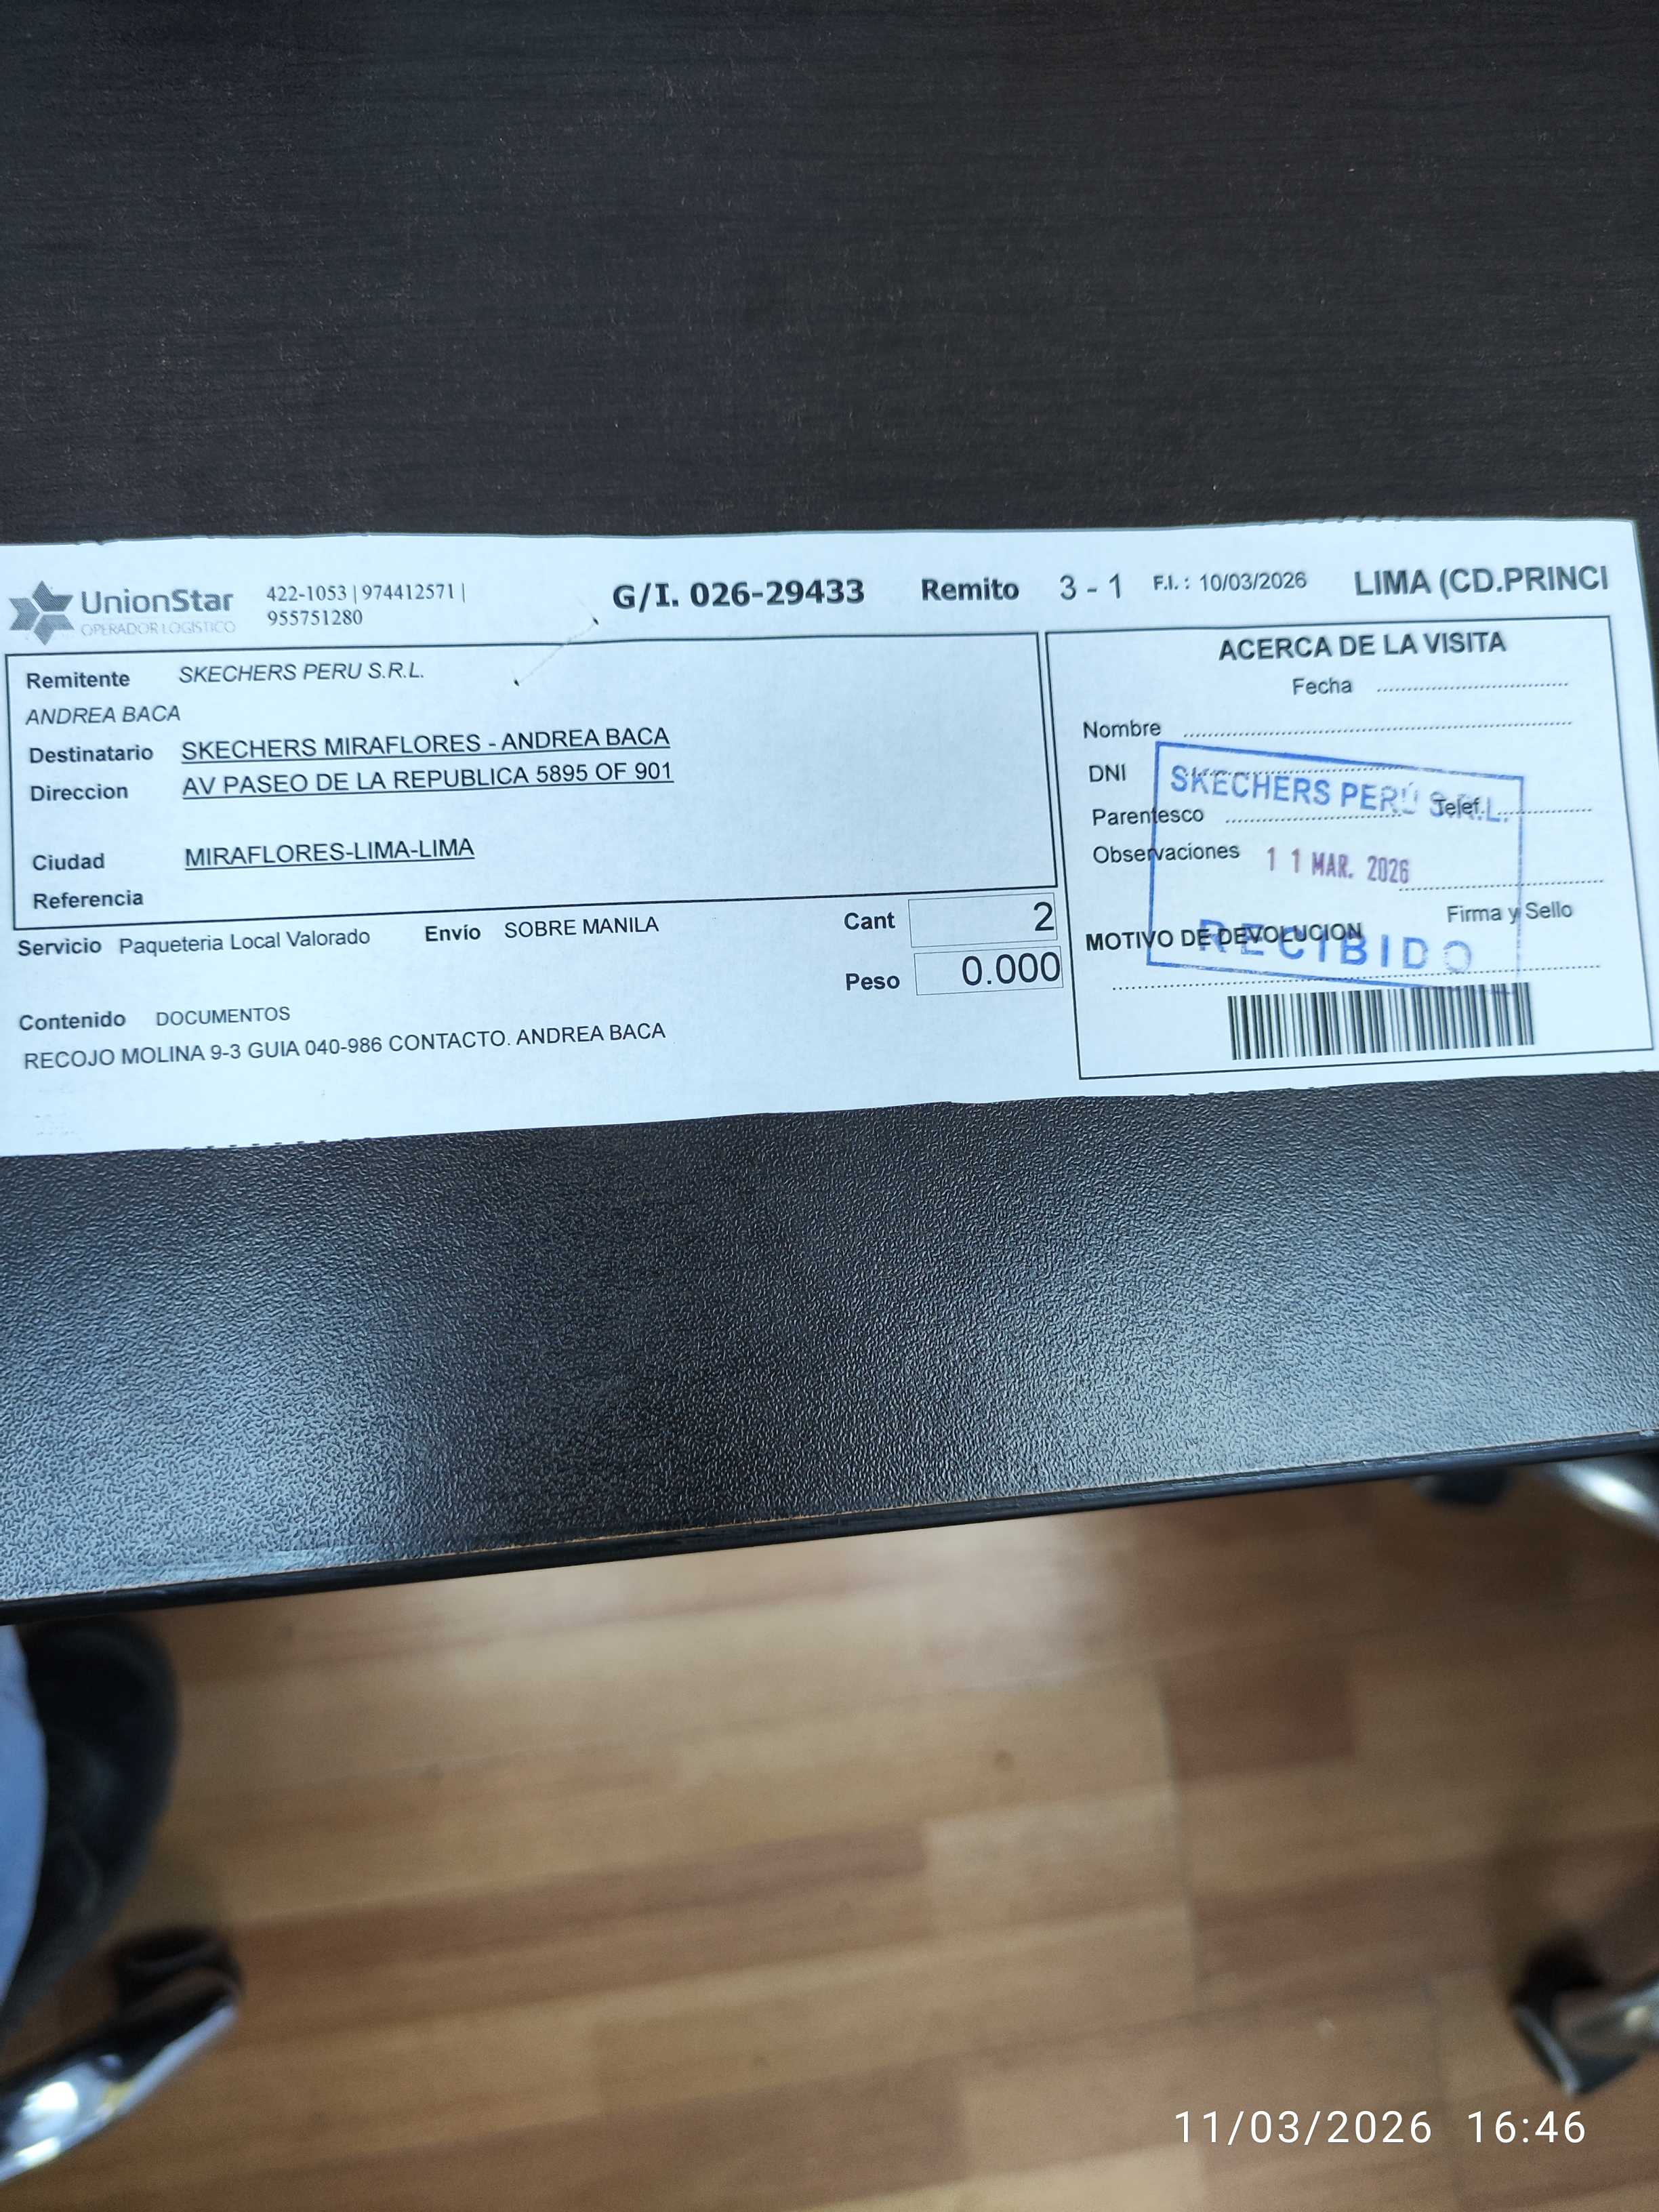 UnionStar
OPERADOR LOGISTICO
422-1053 | 974412571 |
955751280
G/I. 026-29433 Remito 3 - 1 F.I. : 10/03/2026 LIMA (CD.PRINCI
Remitente SKECHERS PERU S.R.L.
ANDREA BACA
Destinatario SKECHERS MIRAFLORES - ANDREA BACA
Direccion AV PASEO DE LA REPUBLICA 5895 OF 901
Ciudad MIRAFLORES-LIMA-LIMA
Referencia
Servicio Paqueteria Local Valorado Envío SOBRE MANILA
Cant 2
Peso 0.000
Contenido DOCUMENTOS
RECOJO MOLINA 9-3 GUIA 040-986 CONTACTO. ANDREA BACA
ACERCA DE LA VISITA
Fecha
Nombre
DNI
Parentesco Telef.
Observaciones
Firma y Sello
MOTIVO DE DEVOLUCION
SKECHERS PERÚ S.R.L.
11 MAR. 2026
RECIBIDO
11/03/2026 16:46